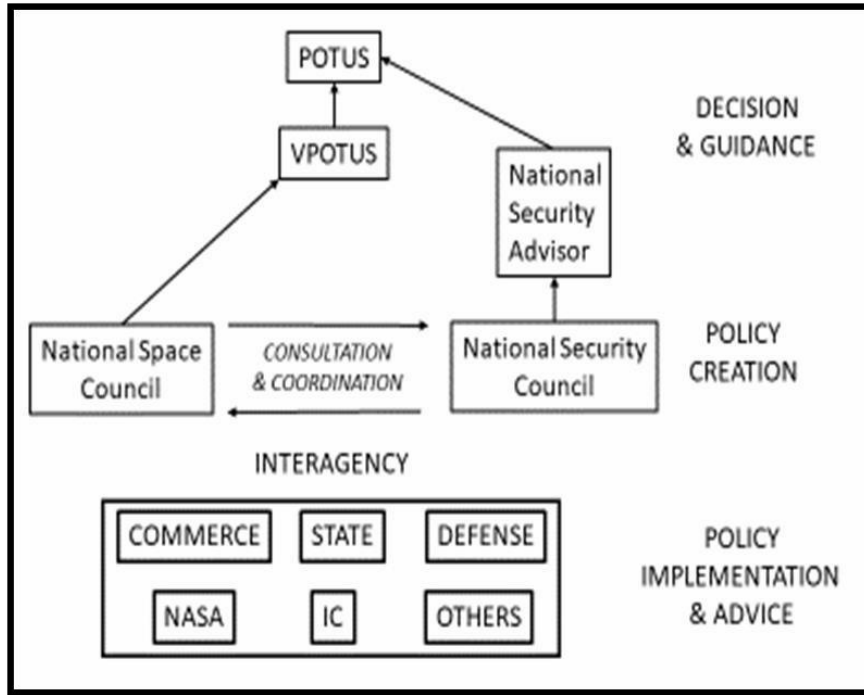 POTUS
DECISION
& GUIDANCE
VPOTUS
National
Security
Advisor
National Space
Council
CONSULTATION
& COORDINATION
National Security
Council
POLICY
CREATION
INTERAGENCY
COMMERCE
STATE
DEFENSE
NASA
IC
OTHERS
POLICY
IMPLEMENTATION
& ADVICE